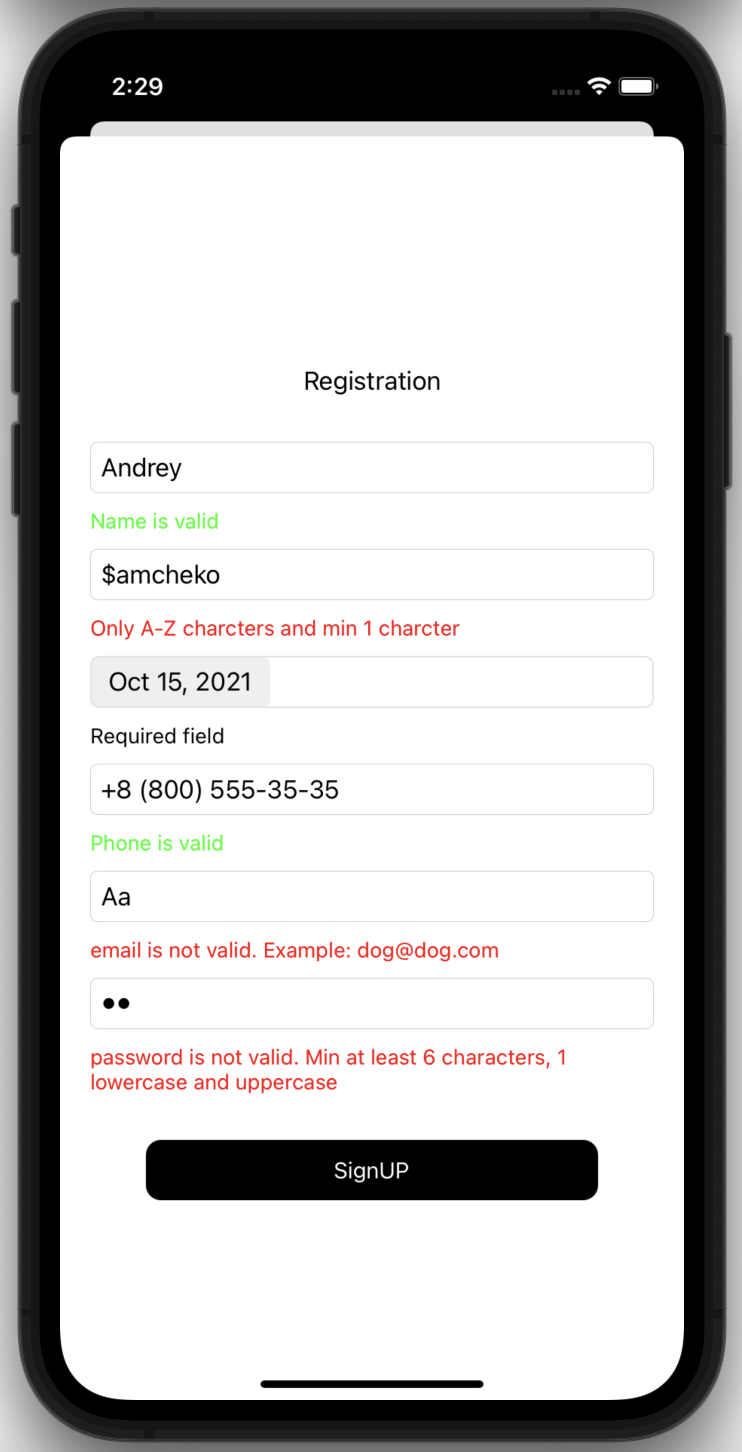 2:29
Registration
Andrey
Name is valid
$amcheko
Only A-Z charcters and min 1 charcter
Oct 15, 2021
Required field
+8 (800) 555-35-35
Phone is valid
Aa
email is not valid. Example: dog@dog.com
••
password is not valid. Min at least 6 characters, 1
lowercase and uppercase
SignUP